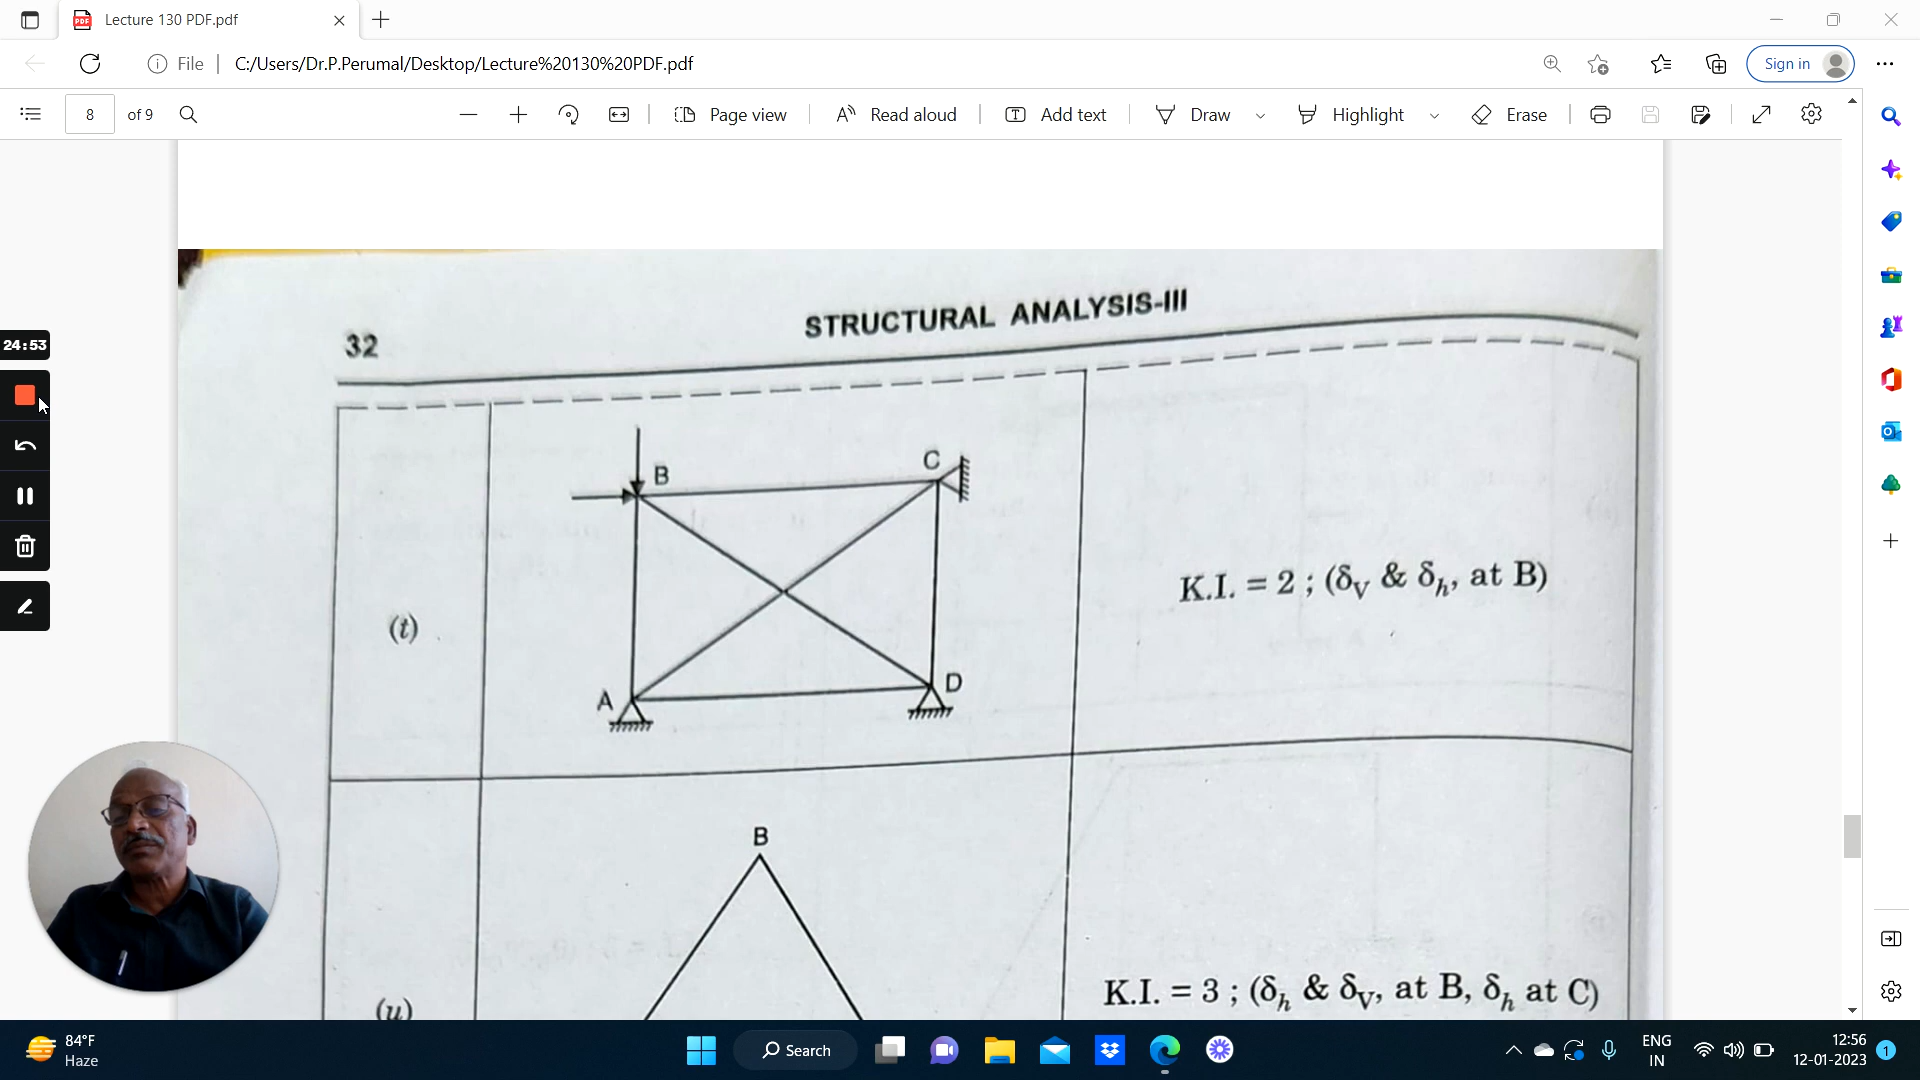 Lecture 130 PDF.pdf
File
C:/Users/Dr.P.Perumal/Desktop/Lecture%20130%20PDF.pdf
Sign in
8 of 9
Page view
Read aloud
Add text
Draw
Highlight
Erase
32
STRUCTURAL ANALYSIS-III
24:53
B
C
K.I. = 2 ; (δV & δh, at B)
(t)
A
D
B
K.I. = 3 ; (δh & δV, at B, δh at C)
(u)
84°F
Haze
Search
ENG
IN
12:56
12-01-2023
1